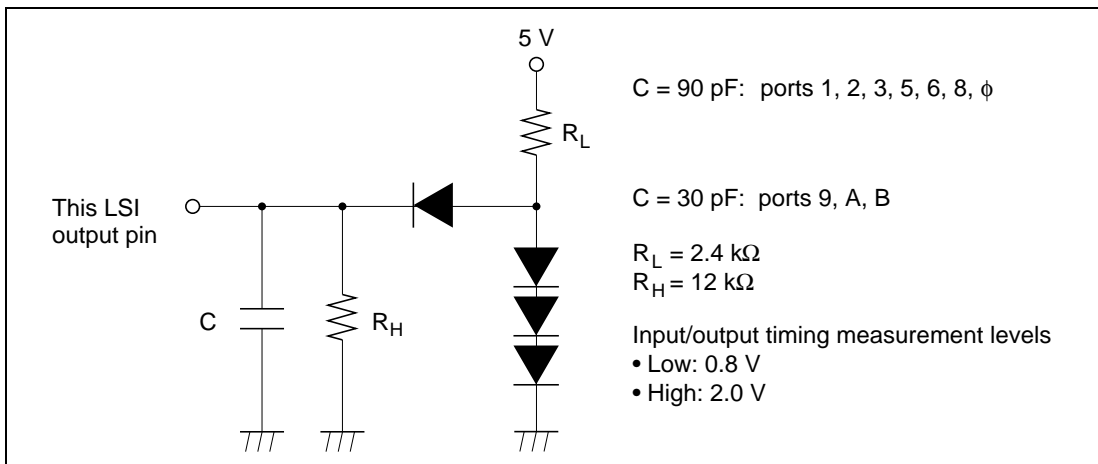 5 V
R_L
This LSI
output pin
C
R_H
C = 90 pF: ports 1, 2, 3, 5, 6, 8, ϕ
C = 30 pF: ports 9, A, B
R_L = 2.4 kΩ
R_H = 12 kΩ
Input/output timing measurement levels
• Low: 0.8 V
• High: 2.0 V